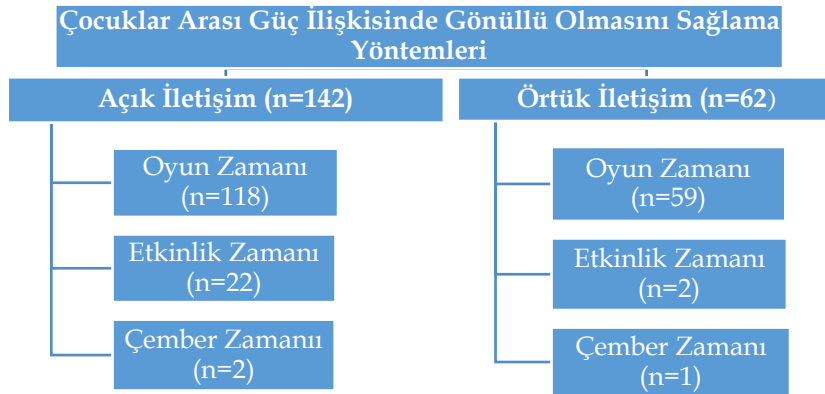 Çocuklar Arası Güç İlişkisinde Gönüllü Olmasını Sağlama
Yöntemleri
Açık İletişim (n=142)
Oyun Zamanı
(n=118)
Etkinlik Zamanı
(n=22)
Çember Zamanıı
(n=2)
Örtük İletişim (n=62)
Oyun Zamanı
(n=59)
Etkinlik Zamanı
(n=2)
Çember Zamanı
(n=1)